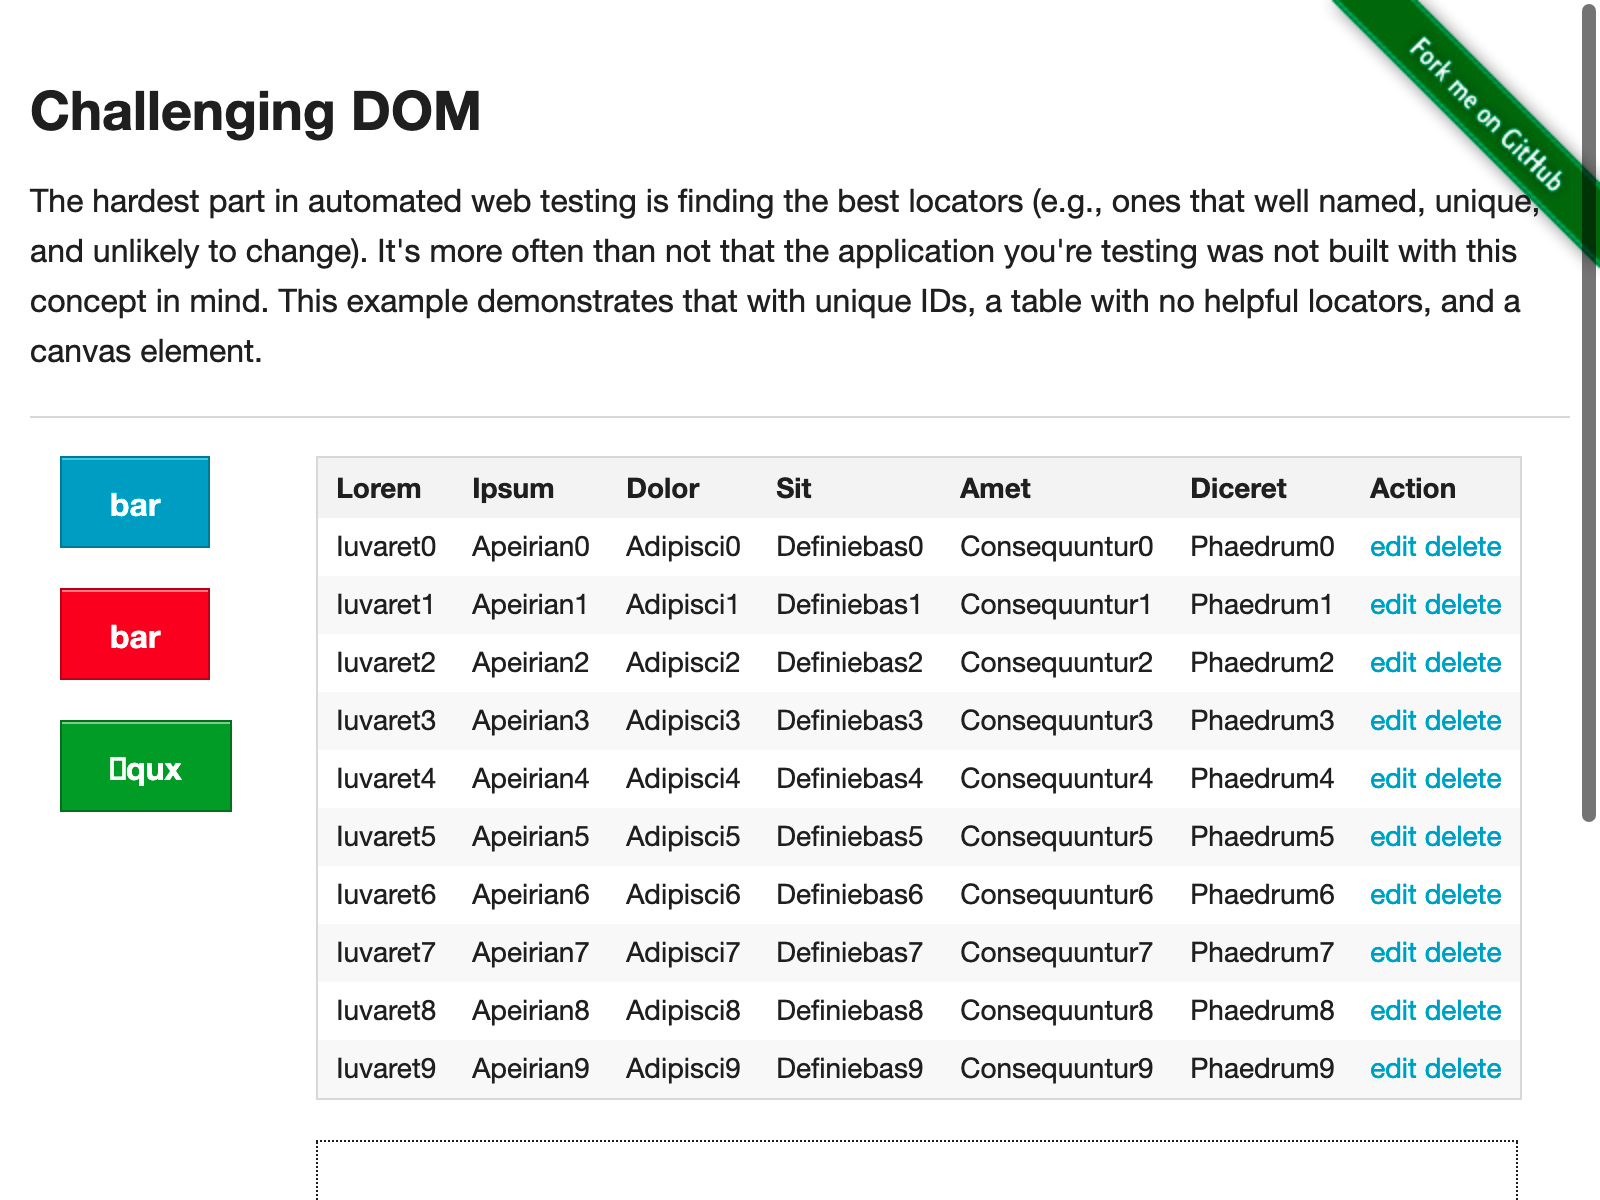 Fork me on GitHub
Challenging DOM
The hardest part in automated web testing is finding the best locators (e.g., ones that well named, unique,
and unlikely to change). It's more often than not that the application you're testing was not built with this
concept in mind. This example demonstrates that with unique IDs, a table with no helpful locators, and a
canvas element.
bar
bar
qux
Lorem Ipsum Dolor Sit Amet Diceret Action
Iuvaret0 Apeirian0 Adipisci0 Definiebas0 Consequuntur0 Phaedrum0 edit delete
Iuvaret1 Apeirian1 Adipisci1 Definiebas1 Consequuntur1 Phaedrum1 edit delete
Iuvaret2 Apeirian2 Adipisci2 Definiebas2 Consequuntur2 Phaedrum2 edit delete
Iuvaret3 Apeirian3 Adipisci3 Definiebas3 Consequuntur3 Phaedrum3 edit delete
Iuvaret4 Apeirian4 Adipisci4 Definiebas4 Consequuntur4 Phaedrum4 edit delete
Iuvaret5 Apeirian5 Adipisci5 Definiebas5 Consequuntur5 Phaedrum5 edit delete
Iuvaret6 Apeirian6 Adipisci6 Definiebas6 Consequuntur6 Phaedrum6 edit delete
Iuvaret7 Apeirian7 Adipisci7 Definiebas7 Consequuntur7 Phaedrum7 edit delete
Iuvaret8 Apeirian8 Adipisci8 Definiebas8 Consequuntur8 Phaedrum8 edit delete
Iuvaret9 Apeirian9 Adipisci9 Definiebas9 Consequuntur9 Phaedrum9 edit delete